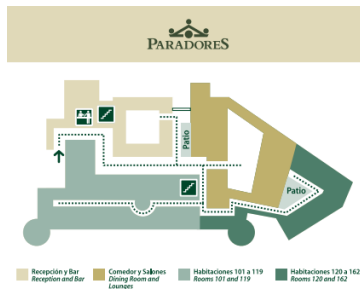 PARADORES
Patio
Patio
Recepción y Bar
Reception and Bar
Comedor y Salones
Dining Room and
Lounges
Habitaciones 101 a 119
Rooms 101 and 119
Habitaciones 120 a 162
Rooms 120 and 162